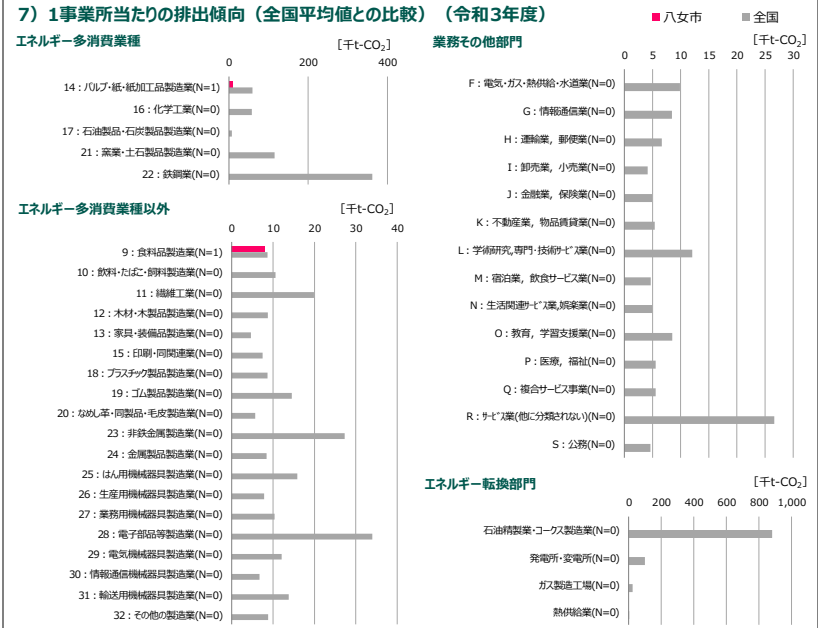 7）1事業所当たりの排出傾向（全国平均値との比較）（令和3年度）
八女市
全国
エネルギー多消費業種
[千t-CO₂]
0 200 400
14：パルプ・紙・紙加工品製造業(N=1)
16：化学工業(N=0)
17：石油製品・石炭製品製造業(N=0)
21：窯業・土石製品製造業(N=0)
22：鉄鋼業(N=0)
エネルギー多消費業種以外
[千t-CO₂]
0 10 20 30 40
9：食料品製造業(N=1)
10：飲料・たばこ・飼料製造業(N=0)
11：繊維工業(N=0)
12：木材・木製品製造業(N=0)
13：家具・装備品製造業(N=0)
15：印刷・同関連業(N=0)
18：プラスチック製品製造業(N=0)
19：ゴム製品製造業(N=0)
20：なめし革・同製品・毛皮製造業(N=0)
23：非鉄金属製造業(N=0)
24：金属製品製造業(N=0)
25：はん用機械器具製造業(N=0)
26：生産用機械器具製造業(N=0)
27：業務用機械器具製造業(N=0)
28：電子部品等製造業(N=0)
29：電気機械器具製造業(N=0)
30：情報通信機械器具製造業(N=0)
31：輸送用機械器具製造業(N=0)
32：その他の製造業(N=0)
業務その他部門
[千t-CO₂]
0 5 10 15 20 25 30
F：電気・ガス・熱供給・水道業(N=0)
G：情報通信業(N=0)
H：運輸業，郵便業(N=0)
I：卸売業，小売業(N=0)
J：金融業，保険業(N=0)
K：不動産業，物品賃貸業(N=0)
L：学術研究,専門・技術サービス業(N=0)
M：宿泊業，飲食サービス業(N=0)
N：生活関連サービス業,娯楽業(N=0)
O：教育，学習支援業(N=0)
P：医療，福祉(N=0)
Q：複合サービス事業(N=0)
R：サービス業(他に分類されない)(N=0)
S：公務(N=0)
エネルギー転換部門
[千t-CO₂]
0 200 400 600 800 1,000
石油精製業・コークス製造業(N=0)
発電所・変電所(N=0)
ガス製造工場(N=0)
熱供給業(N=0)